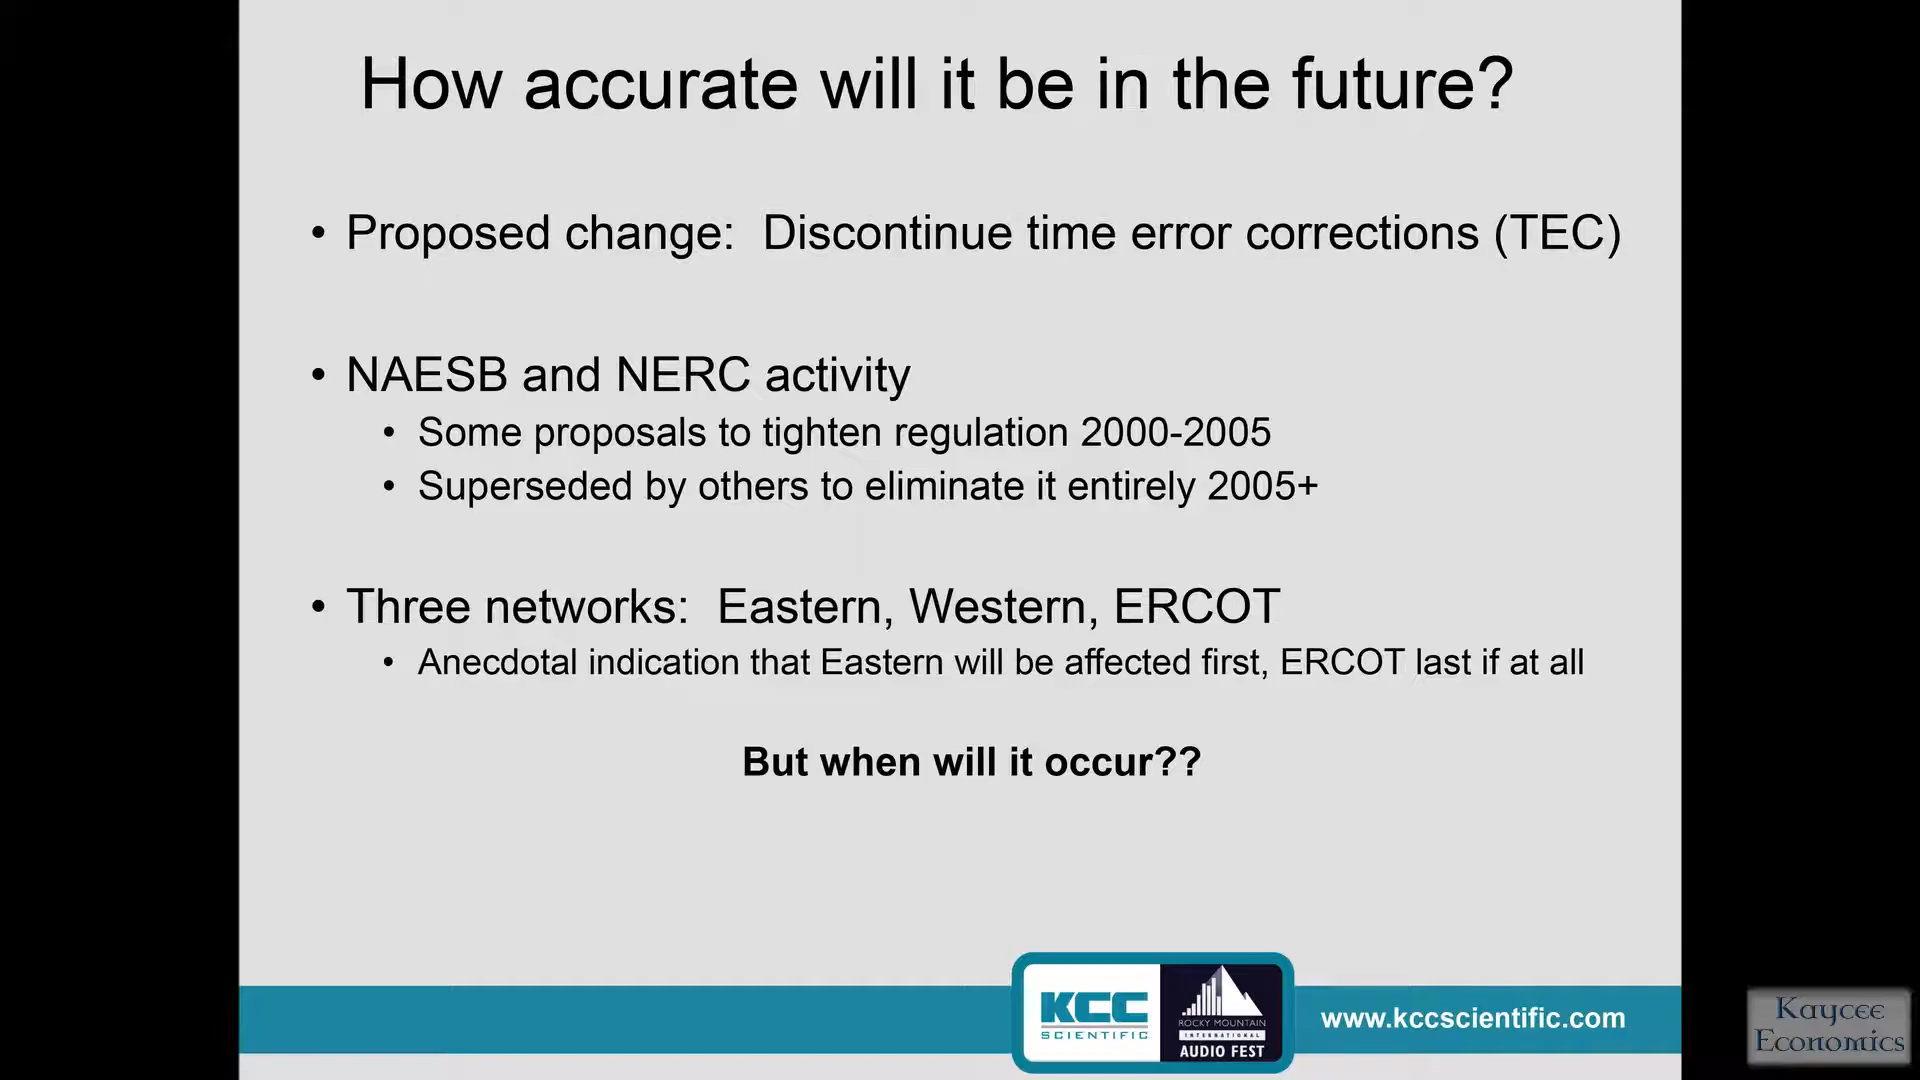 How accurate will it be in the future?
• Proposed change: Discontinue time error corrections (TEC)
• NAESB and NERC activity
• Some proposals to tighten regulation 2000-2005
• Superseded by others to eliminate it entirely 2005+
• Three networks: Eastern, Western, ERCOT
• Anecdotal indication that Eastern will be affected first, ERCOT last if at all
But when will it occur??
KCC
SCIENTIFIC
ROCKY MOUNTAIN
INTERNATIONAL
AUDIO FEST
www.kccscientific.com
Kaycee
Economics